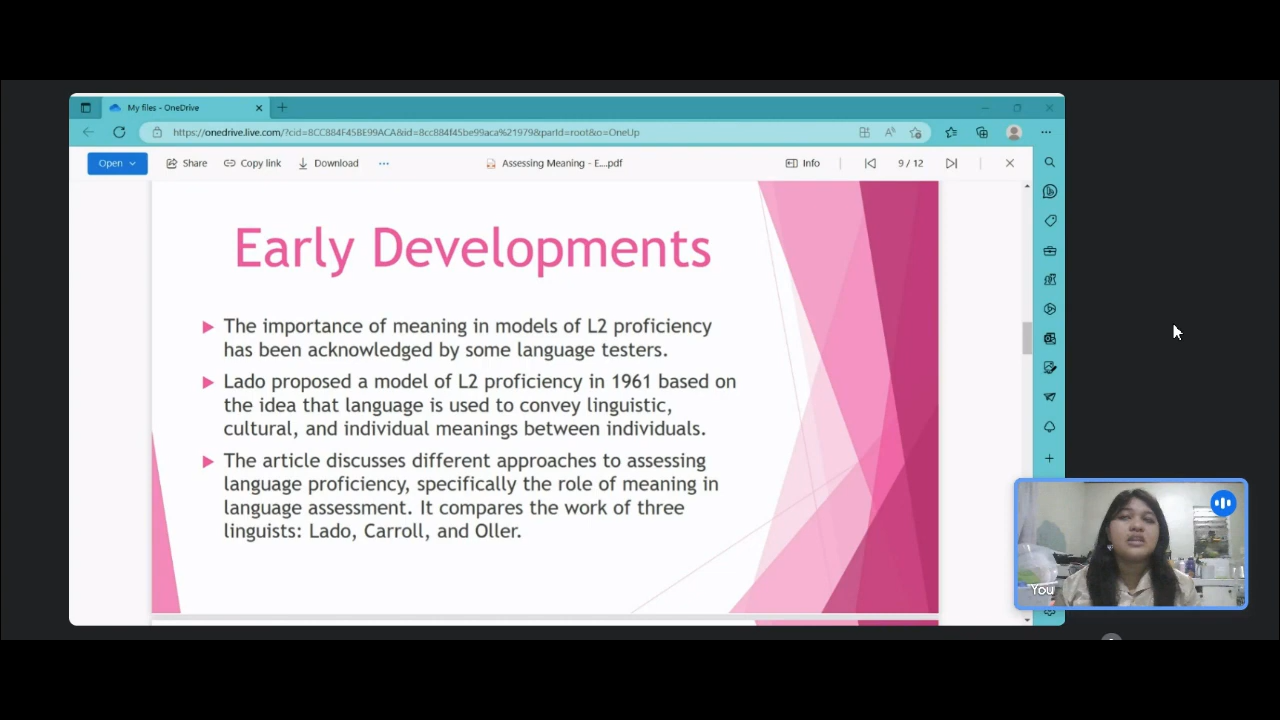 My files - OneDrive
https://onedrive.live.com/?cid=8CC884F45BE99ACA&id=8cc884f45be99aca%21979&parId=root&o=OneUp
Open Share Copy link Download Assessing Meaning - E...pdf Info 9 / 12
Early Developments
The importance of meaning in models of L2 proficiency
has been acknowledged by some language testers.
Lado proposed a model of L2 proficiency in 1961 based on
the idea that language is used to convey linguistic,
cultural, and individual meanings between individuals.
The article discusses different approaches to assessing
language proficiency, specifically the role of meaning in
language assessment. It compares the work of three
linguists: Lado, Carroll, and Oller.
You